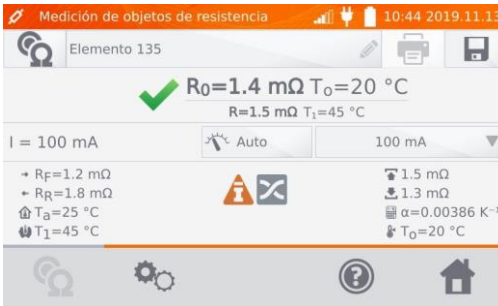 Medición de objetos de resistencia 10:44 2019.11.13
Elemento 135
R0=1.4 mΩ To=20 °C
R=1.5 mΩ T1=45 °C
I = 100 mA Auto 100 mA
RF=1.2 mΩ 1.5 mΩ
RR=1.8 mΩ 1.3 mΩ
Ta=25 °C α=0.00386 K⁻¹
T1=45 °C To=20 °C